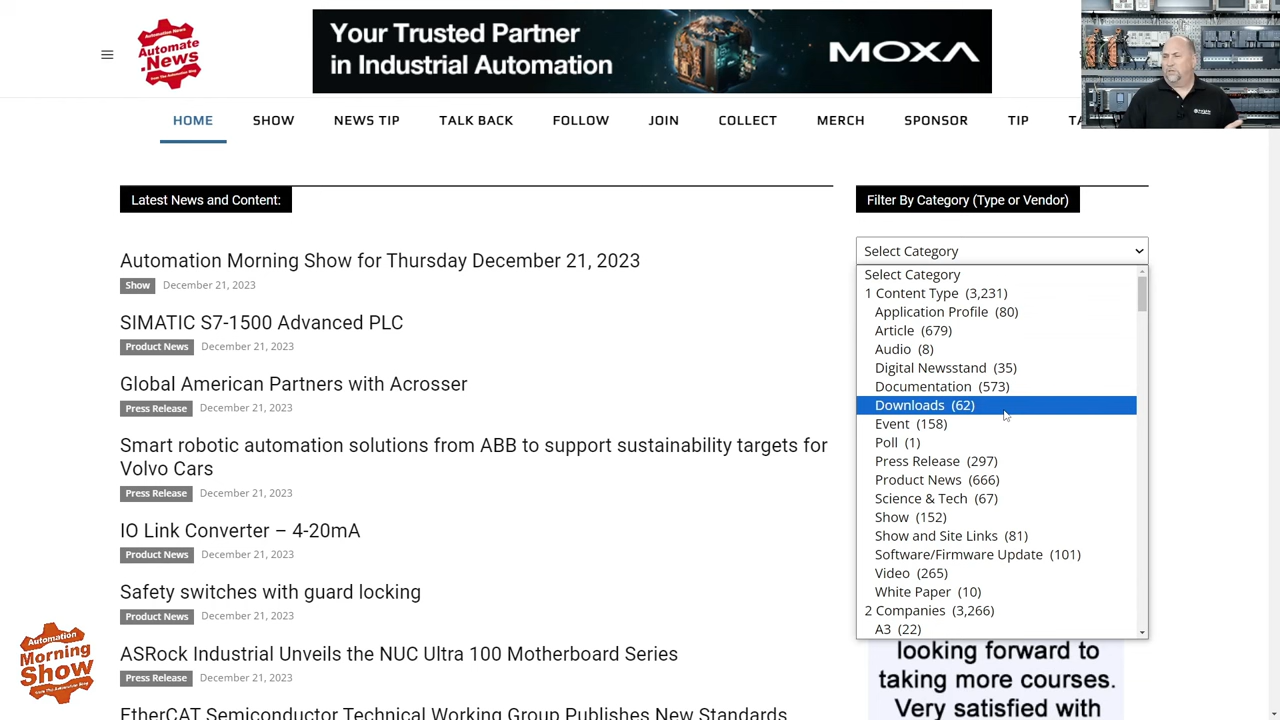 Automation News
Automate
.News
from The Automation Blog
Your Trusted Partner
in Industrial Automation
MOXA
HOME
SHOW
NEWS TIP
TALK BACK
FOLLOW
JOIN
COLLECT
MERCH
SPONSOR
TIP
Latest News and Content:
Filter By Category (Type or Vendor)
Automation Morning Show for Thursday December 21, 2023
Show December 21, 2023
SIMATIC S7-1500 Advanced PLC
Product News December 21, 2023
Global American Partners with Acrosser
Press Release December 21, 2023
Smart robotic automation solutions from ABB to support sustainability targets for
Volvo Cars
Press Release December 21, 2023
IO Link Converter – 4-20mA
Product News December 21, 2023
Safety switches with guard locking
Product News December 21, 2023
ASRock Industrial Unveils the NUC Ultra 100 Motherboard Series
Press Release December 21, 2023
EtherCAT Semiconductor Technical Working Group Publishes New Standards
Select Category
Select Category
1 Content Type (3,231)
Application Profile (80)
Article (679)
Audio (8)
Digital Newsstand (35)
Documentation (573)
Downloads (62)
Event (158)
Poll (1)
Press Release (297)
Product News (666)
Science & Tech (67)
Show (152)
Show and Site Links (81)
Software/Firmware Update (101)
Video (265)
White Paper (10)
2 Companies (3,266)
A3 (22)
looking forward to
taking more courses.
Very satisfied with
Automation
Morning
Show
from The Automation Blog